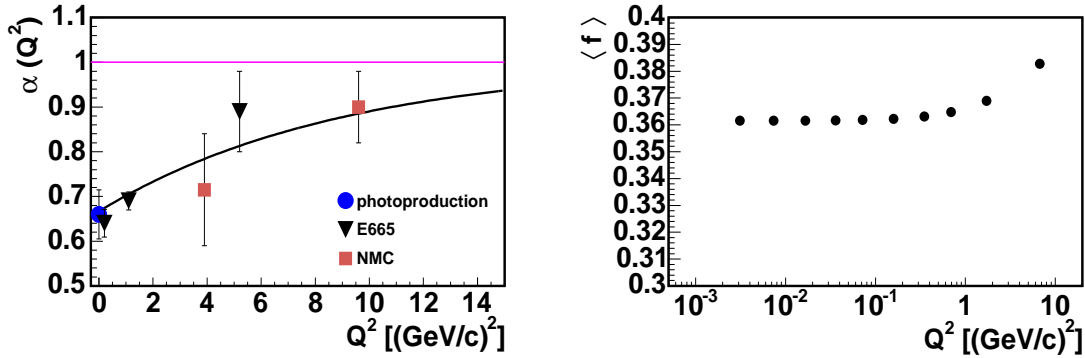 α (Q²)
1.1
1
0.9
0.8
0.7
0.6
0.5
photoproduction
E665
NMC
0 2 4 6 8 10 12 14
Q² [(GeV/c)²]
⟨ f ⟩
0.4
0.39
0.38
0.37
0.36
0.35
0.34
0.33
0.32
0.31
0.3
10⁻³ 10⁻² 10⁻¹ 1 10
Q² [(GeV/c)²]